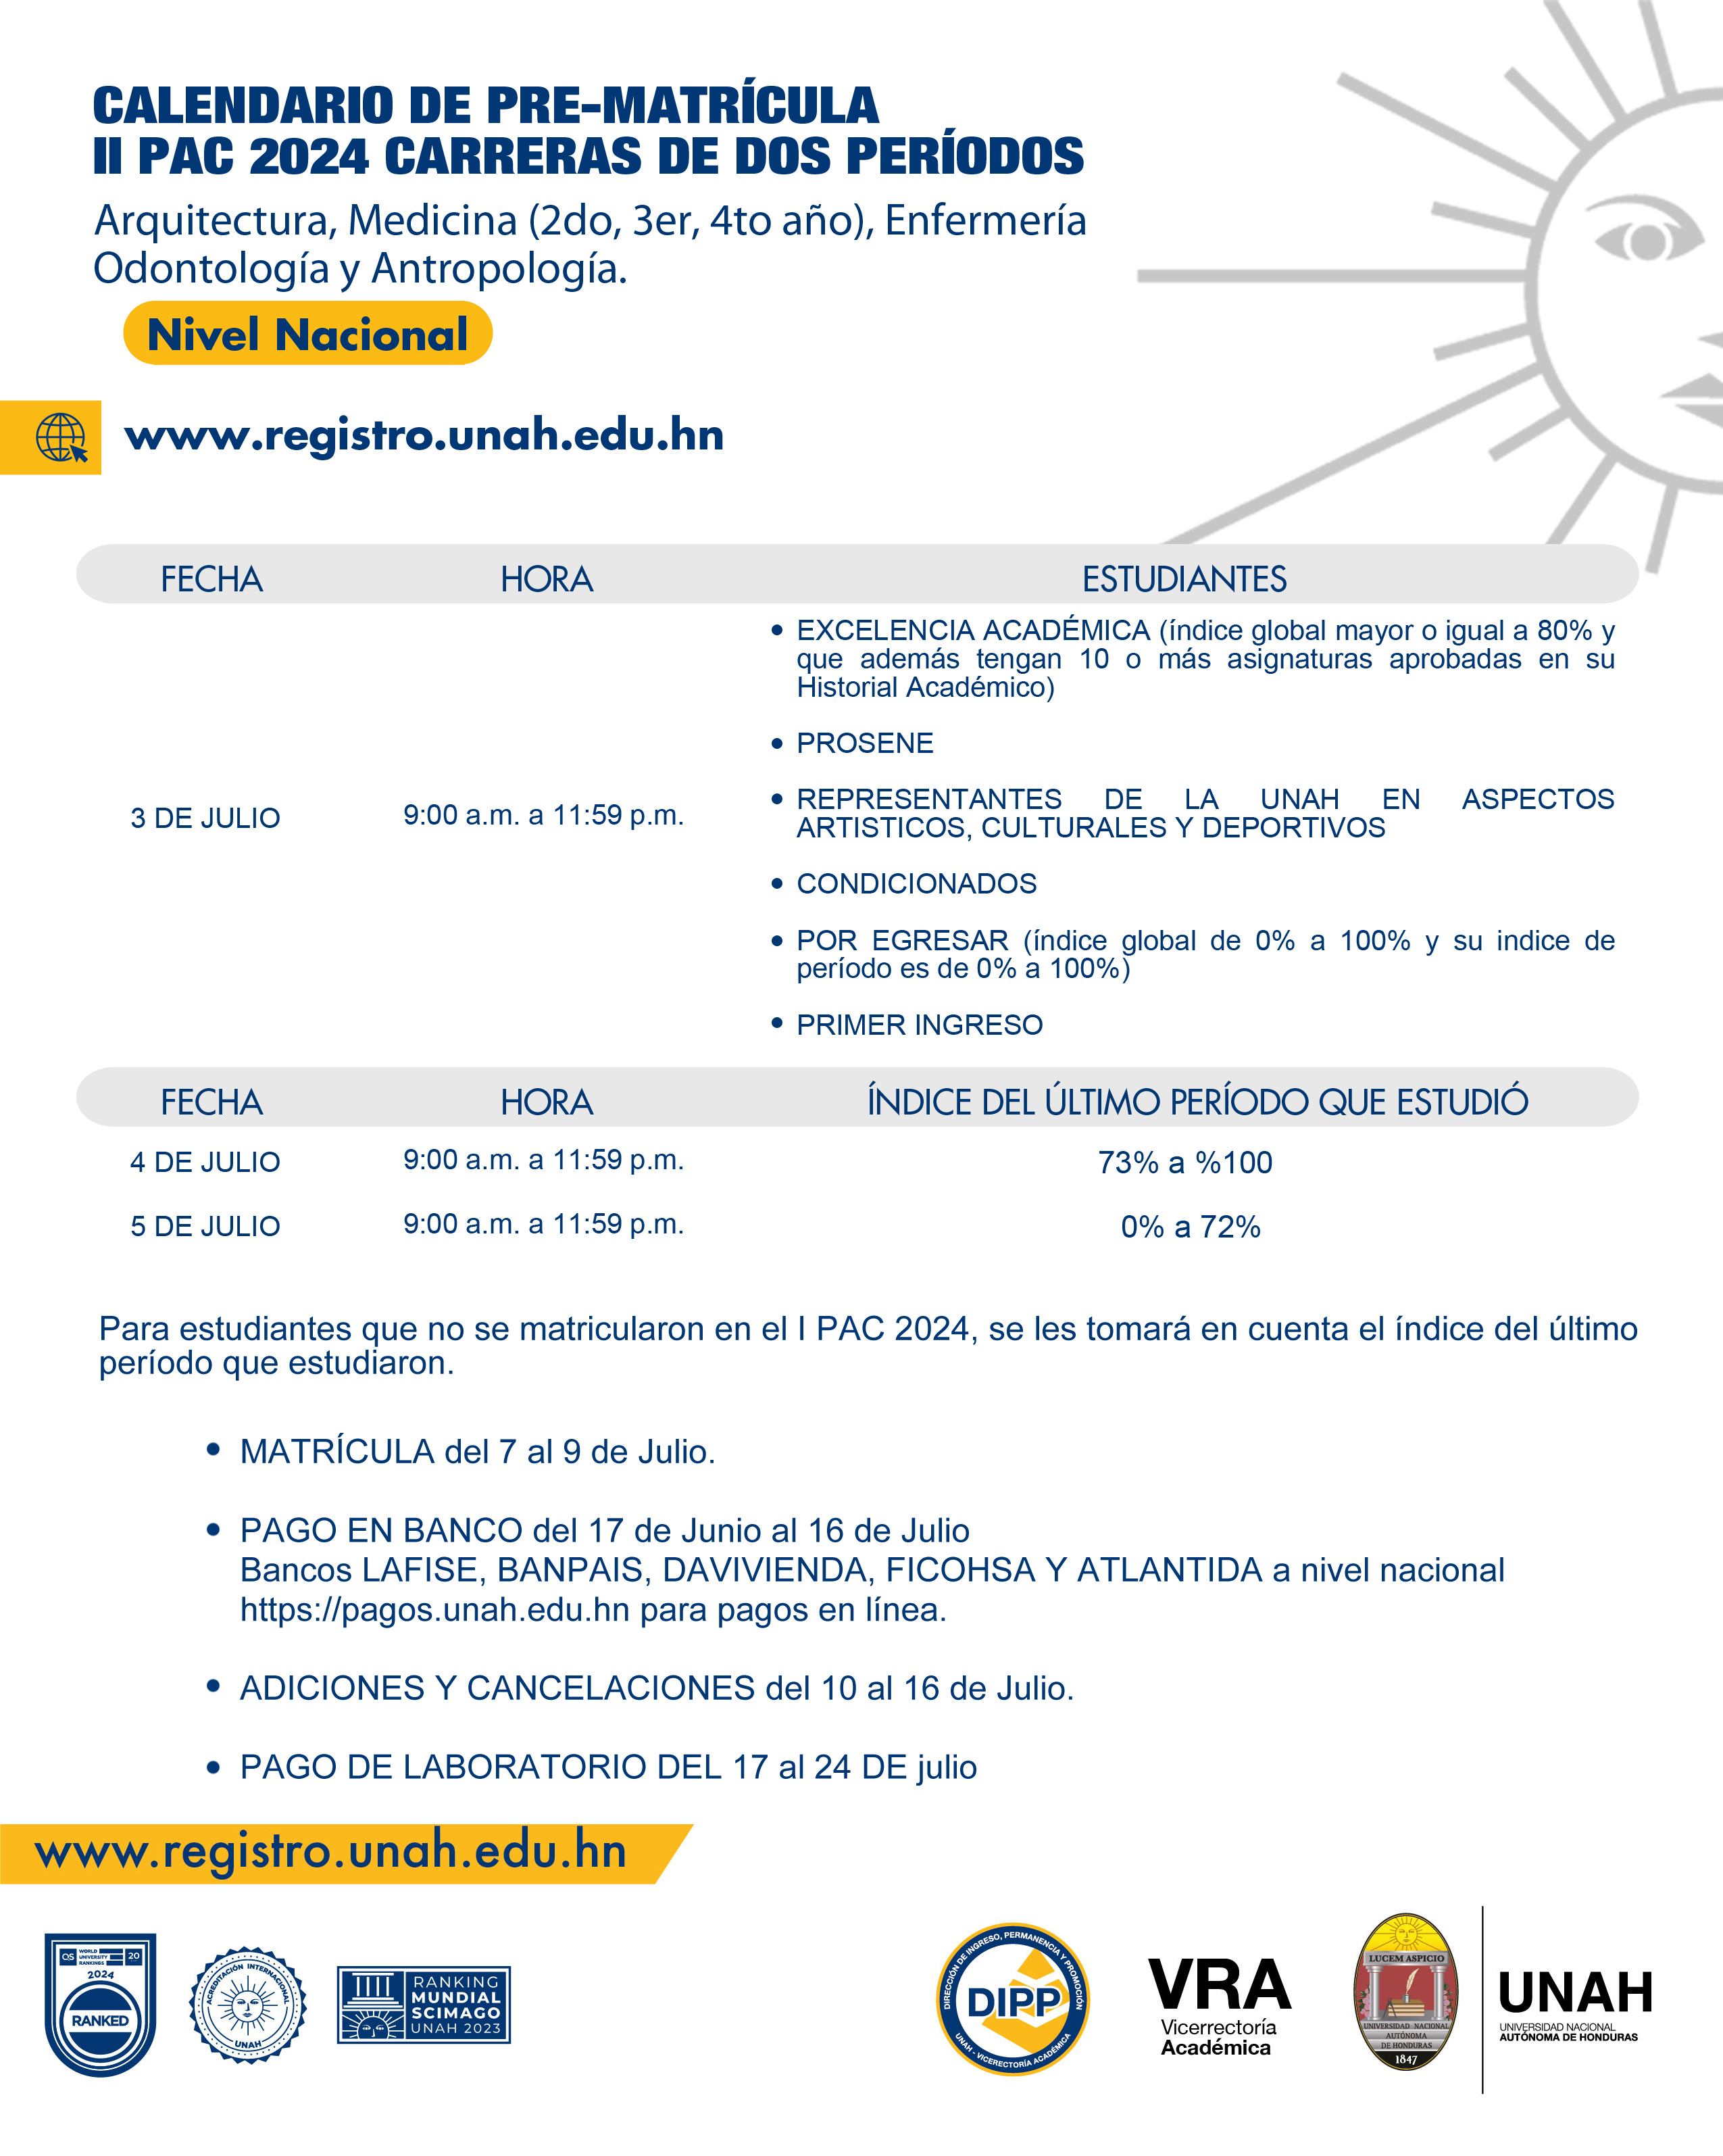 CALENDARIO DE PRE-MATRÍCULA
II PAC 2024 CARRERAS DE DOS PERÍODOS
Arquitectura, Medicina (2do, 3er, 4to año), Enfermería
Odontología y Antropología.
Nivel Nacional
www.registro.unah.edu.hn
FECHA HORA ESTUDIANTES
3 DE JULIO 9:00 a.m. a 11:59 p.m.
• EXCELENCIA ACADÉMICA (índice global mayor o igual a 80% y
que además tengan 10 o más asignaturas aprobadas en su
Historial Académico)
• PROSENE
• REPRESENTANTES DE LA UNAH EN ASPECTOS
ARTISTICOS, CULTURALES Y DEPORTIVOS
• CONDICIONADOS
• POR EGRESAR (índice global de 0% a 100% y su indice de
período es de 0% a 100%)
• PRIMER INGRESO
FECHA HORA ÍNDICE DEL ÚLTIMO PERÍODO QUE ESTUDIÓ
4 DE JULIO 9:00 a.m. a 11:59 p.m. 73% a %100
5 DE JULIO 9:00 a.m. a 11:59 p.m. 0% a 72%
Para estudiantes que no se matricularon en el I PAC 2024, se les tomará en cuenta el índice del último
período que estudiaron.
• MATRÍCULA del 7 al 9 de Julio.
• PAGO EN BANCO del 17 de Junio al 16 de Julio
Bancos LAFISE, BANPAIS, DAVIVIENDA, FICOHSA Y ATLANTIDA a nivel nacional
https://pagos.unah.edu.hn para pagos en línea.
• ADICIONES Y CANCELACIONES del 10 al 16 de Julio.
• PAGO DE LABORATORIO DEL 17 al 24 DE julio
www.registro.unah.edu.hn
QS WORLD UNIVERSITY RANKINGS 20
2024
RANKED
ACREDITACIÓN INTERNACIONAL
UNAH
RANKING
MUNDIAL
SCIMAGO
UNAH 2023
DIRECCIÓN DE INGRESO, PERMANENCIA Y PROMOCIÓN
DIPP
UNAH - VICERECTORÍA ACADÉMICA
VRA
Vicerrectoría
Académica
LUCEM ASPICIO
UNIVERSIDAD NACIONAL
AUTÓNOMA
DE HONDURAS
1847
UNAH
UNIVERSIDAD NACIONAL
AUTÓNOMA DE HONDURAS